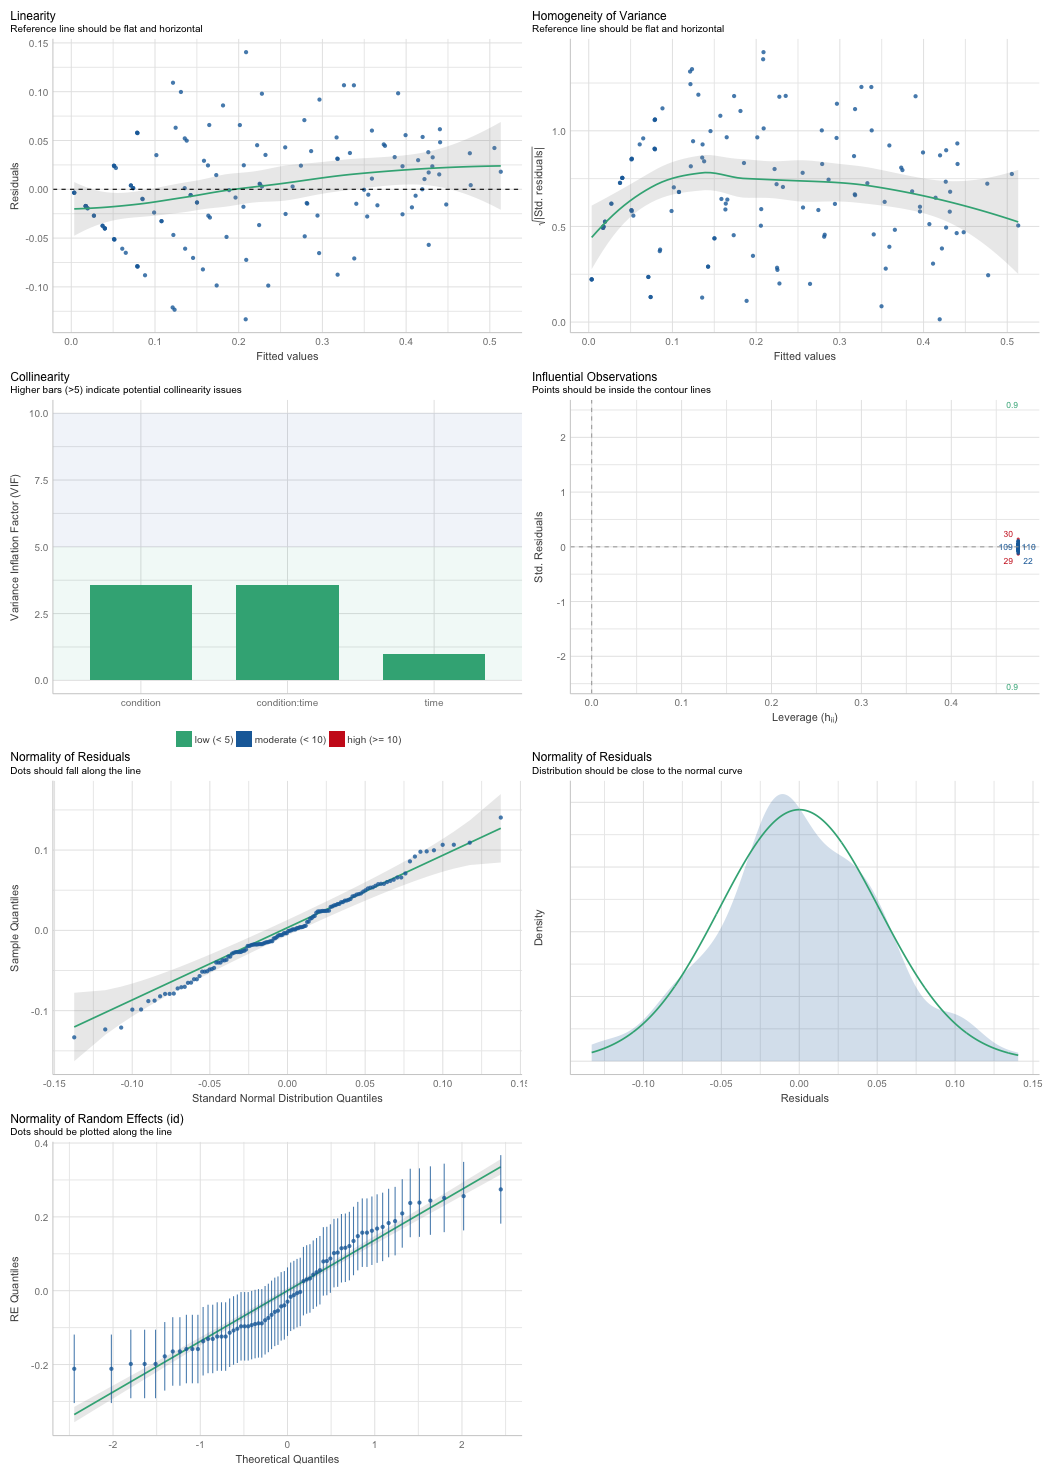 Linearity
Reference line should be flat and horizontal
0.15
0.10
0.05
0.00
-0.05
-0.10
Residuals
0.0 0.1 0.2 0.3 0.4 0.5
Fitted values
Homogeneity of Variance
Reference line should be flat and horizontal
1.0
0.5
0.0
√|Std. residuals|
0.0 0.1 0.2 0.3 0.4 0.5
Fitted values
Collinearity
Higher bars (>5) indicate potential collinearity issues
10.0
7.5
5.0
2.5
0.0
Variance Inflation Factor (VIF)
condition condition:time time
low (< 5) moderate (< 10) high (>= 10)
Influential Observations
Points should be inside the contour lines
0.9
2
1
0
-1
-2
30
109 110
29 22
0.9
Std. Residuals
0.0 0.1 0.2 0.3 0.4
Leverage (hii)
Normality of Residuals
Dots should fall along the line
0.1
0.0
-0.1
Sample Quantiles
-0.15 -0.10 -0.05 0.00 0.05 0.10 0.15
Standard Normal Distribution Quantiles
Normality of Residuals
Distribution should be close to the normal curve
Density
-0.10 -0.05 0.00 0.05 0.10 0.15
Residuals
Normality of Random Effects (id)
Dots should be plotted along the line
0.4
0.2
0.0
-0.2
RE Quantiles
-2 -1 0 1 2
Theoretical Quantiles